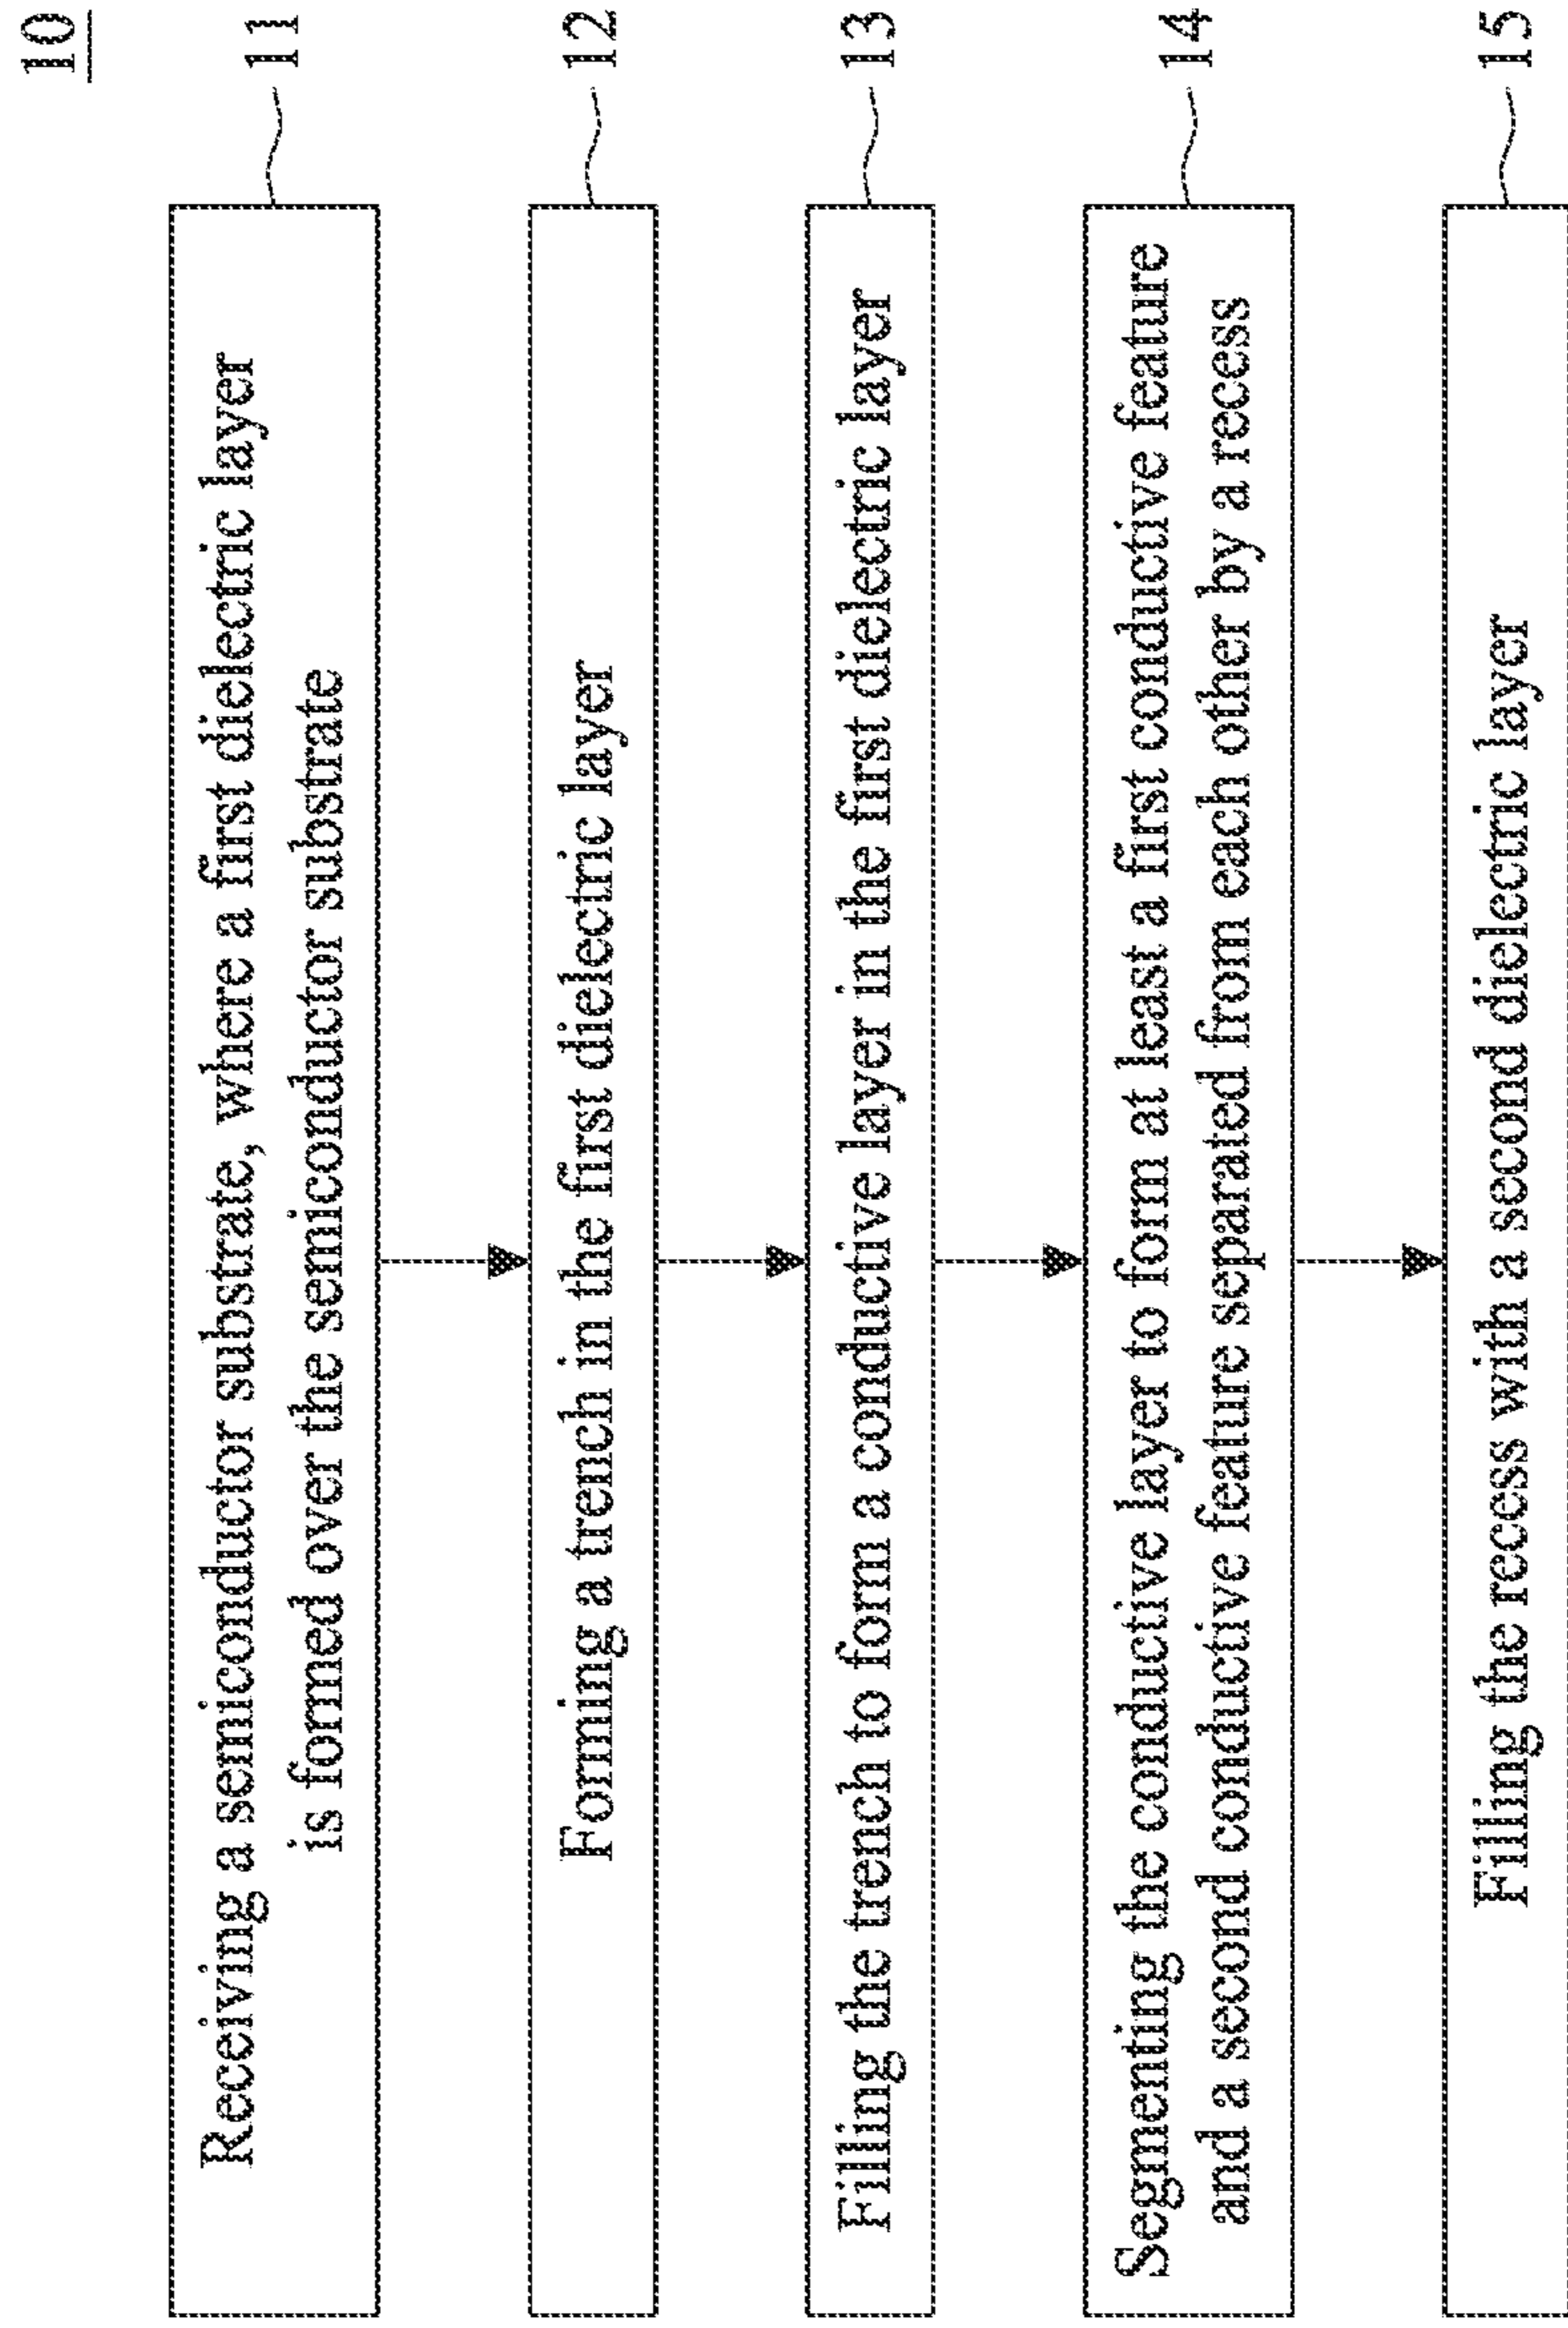 10
Receiving a semiconductor substrate, where a first dielectric layer
is formed over the semiconductor substrate
11
Forming a trench in the first dielectric layer
12
Filling the trench to form a conductive layer in the first dielectric layer
13
Segmenting the conductive layer to form at least a first conductive feature
and a second conductive feature separated from each other by a recess
14
Filling the recess with a second dielectric layer
15